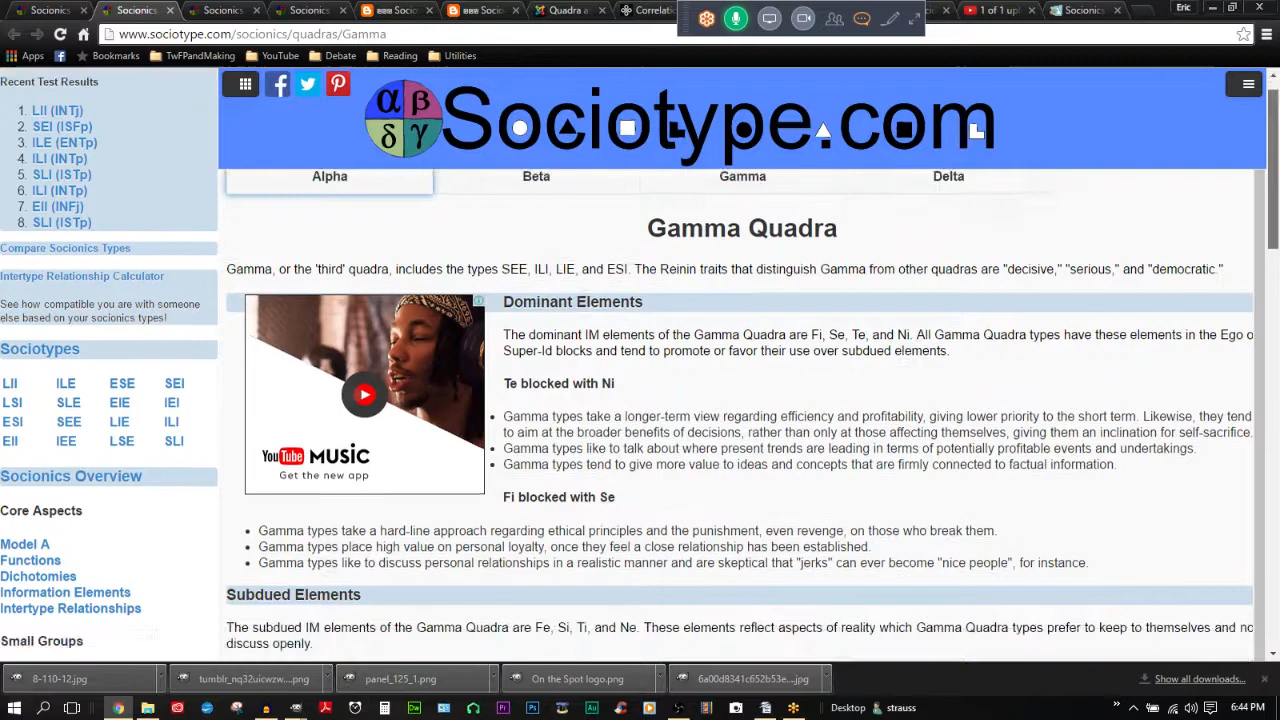 Socionics
Socionics
Socionics
Socionics
Quadra a
Correlati
1 of 1 up
Socionics
Eric
www.sociotype.com/socionics/quadras/Gamma
Apps Bookmarks TwFPandMaking YouTube Debate Reading Utilities
Recent Test Results
1. LII (INTj)
2. SEI (ISFp)
3. ILE (ENTp)
4. ILI (INTp)
5. SLI (ISTp)
6. ILI (INTp)
7. EII (INFj)
8. SLI (ISTp)
Compare Socionics Types
Intertype Relationship Calculator
See how compatible you are with someone
else based on your socionics types!
Sociotypes
LII ILE ESE SEI
LSI SLE EIE IEI
ESI SEE LIE ILI
EII IEE LSE SLI
Socionics Overview
Core Aspects
Model A
Functions
Dichotomies
Information Elements
Intertype Relationships
Small Groups
α β
δ γ
Sociotype.com
Alpha Beta Gamma Delta
Gamma Quadra
Gamma, or the 'third' quadra, includes the types SEE, ILI, LIE, and ESI. The Reinin traits that distinguish Gamma from other quadras are "decisive," "serious," and "democratic."
YouTube MUSIC
Get the new app
Dominant Elements
The dominant IM elements of the Gamma Quadra are Fi, Se, Te, and Ni. All Gamma Quadra types have these elements in the Ego o
Super-Id blocks and tend to promote or favor their use over subdued elements.
Te blocked with Ni
• Gamma types take a longer-term view regarding efficiency and profitability, giving lower priority to the short term. Likewise, they tend
to aim at the broader benefits of decisions, rather than only at those affecting themselves, giving them an inclination for self-sacrifice.
• Gamma types like to talk about where present trends are leading in terms of potentially profitable events and undertakings.
• Gamma types tend to give more value to ideas and concepts that are firmly connected to factual information.
Fi blocked with Se
• Gamma types take a hard-line approach regarding ethical principles and the punishment, even revenge, on those who break them.
• Gamma types place high value on personal loyalty, once they feel a close relationship has been established.
• Gamma types like to discuss personal relationships in a realistic manner and are skeptical that "jerks" can ever become "nice people", for instance.
Subdued Elements
The subdued IM elements of the Gamma Quadra are Fe, Si, Ti, and Ne. These elements reflect aspects of reality which Gamma Quadra types prefer to keep to themselves and no
discuss openly.
8-110-12.jpg
tumblr_nq32uicwzw....png
panel_125_1.png
On the Spot logo.png
6a00d8341c652b53e....jpg
Show all downloads...
Desktop strauss 6:44 PM